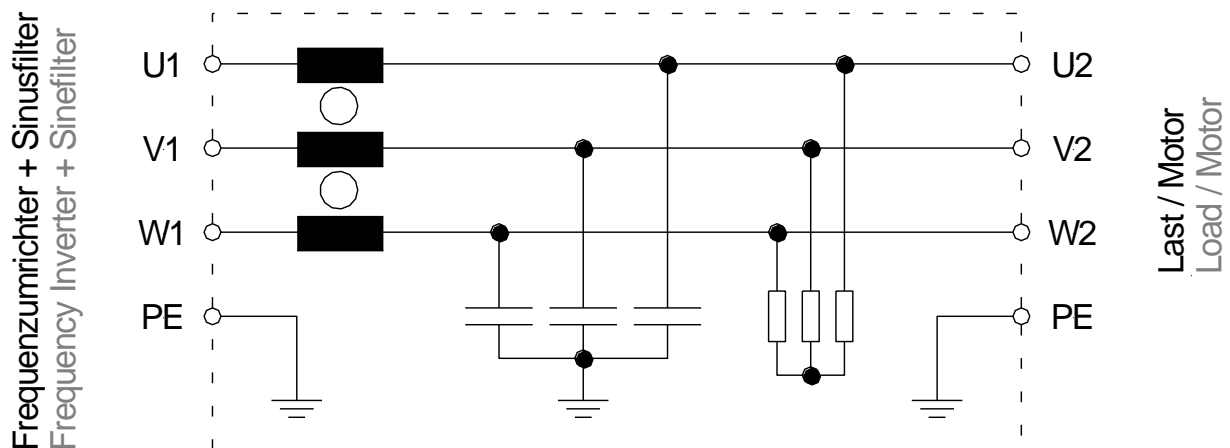 Frequenzumrichter + Sinusfilter
Frequency Inverter + Sinefilter
U1
V1
W1
PE
U2
V2
W2
PE
Last / Motor
Load / Motor